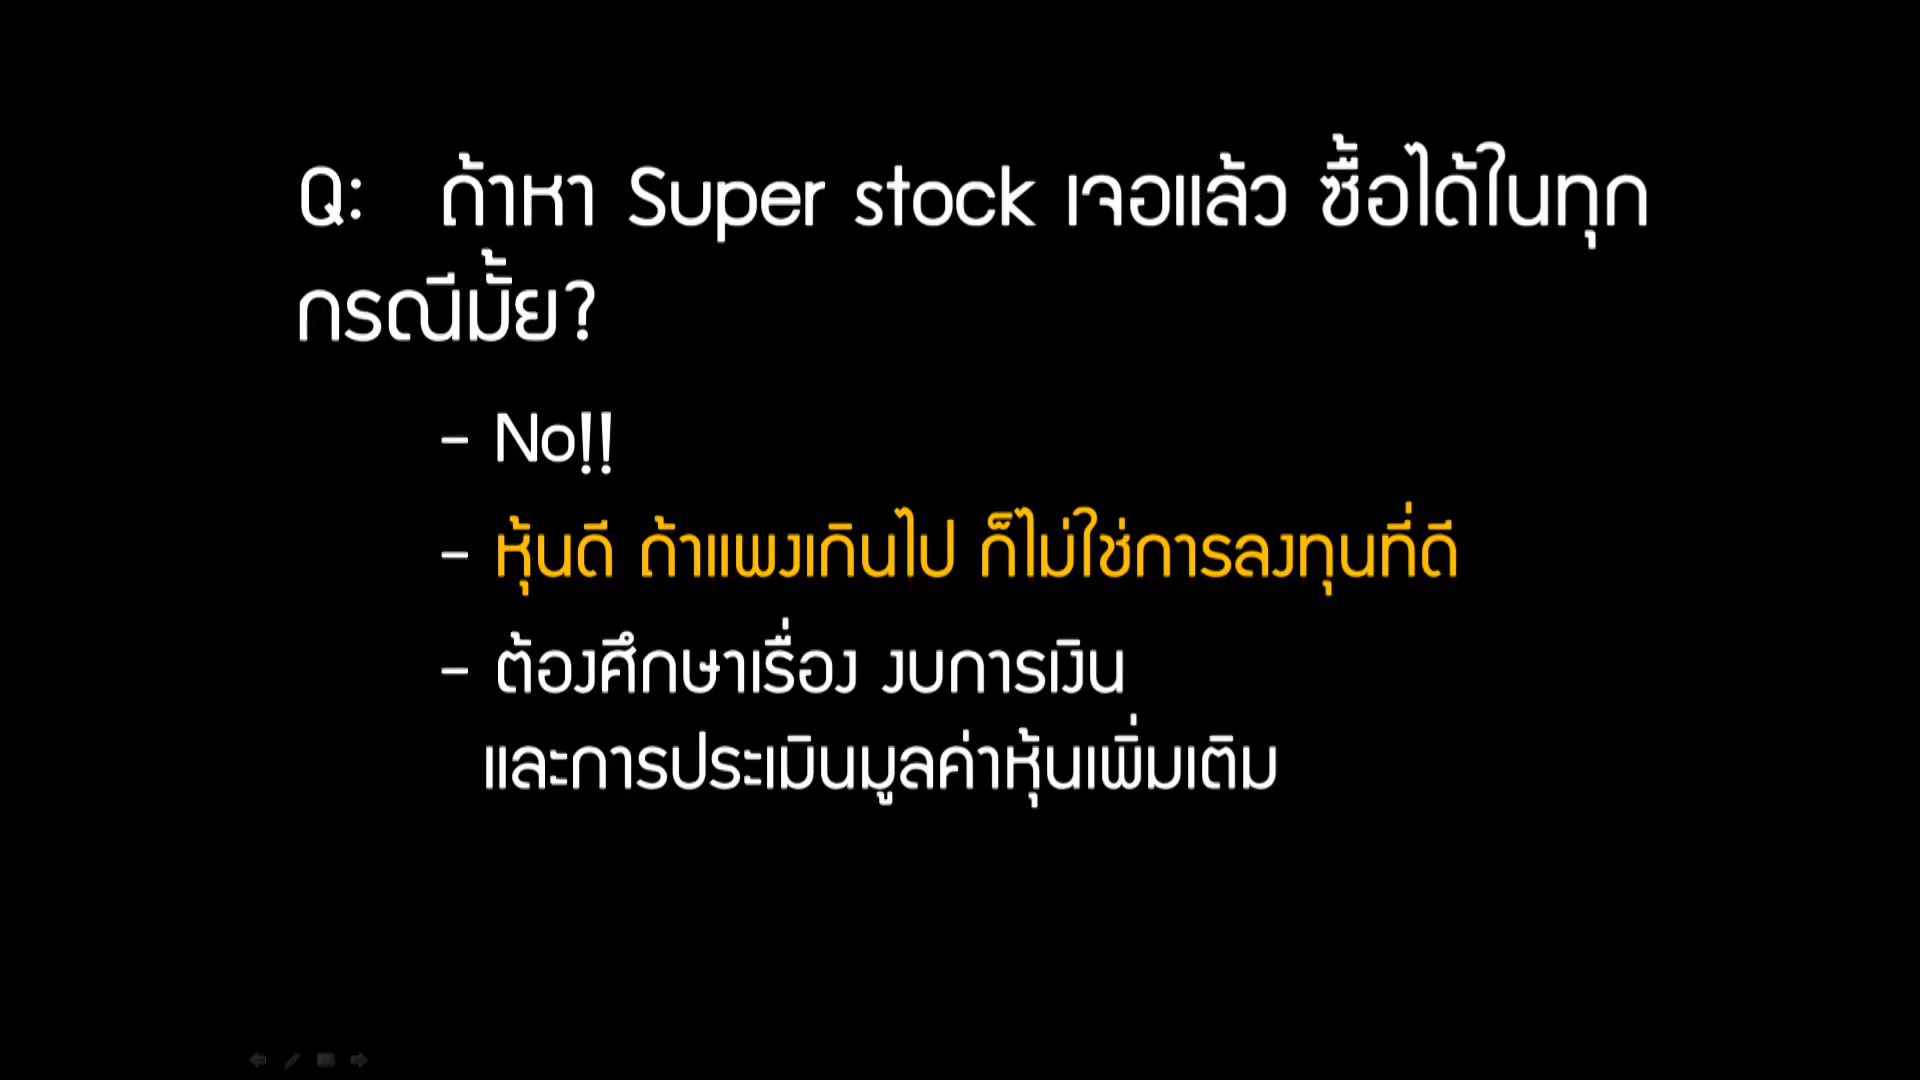 Q: ถ้าหา Super stock เจอแล้ว ซื้อได้ในทุก
กรณีมั้ย?
- No!!
- หุ้นดี ถ้าแพงเกินไป ก็ไม่ใช่การลงทุนที่ดี
- ต้องศึกษาเรื่อง งบการเงิน
และการประเมินมูลค่าหุ้นเพิ่มเติม